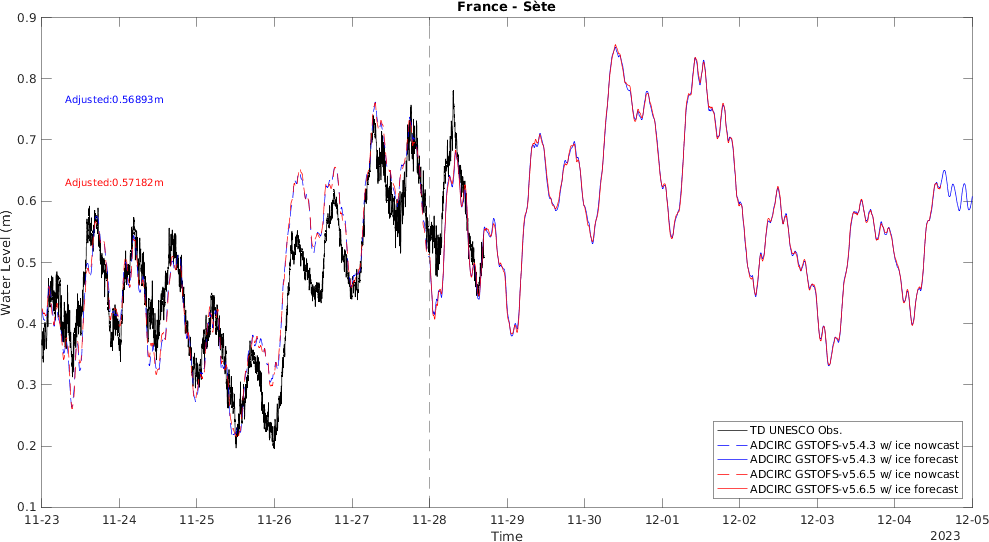 France - Sète
0.9
0.8
0.7
0.6
0.5
0.4
0.3
0.2
0.1
Water Level (m)
Adjusted:0.56893m
Adjusted:0.57182m
TD UNESCO Obs.
ADCIRC GSTOFS-v5.4.3 w/ ice nowcast
ADCIRC GSTOFS-v5.4.3 w/ ice forecast
ADCIRC GSTOFS-v5.6.5 w/ ice nowcast
ADCIRC GSTOFS-v5.6.5 w/ ice forecast
11-23 11-24 11-25 11-26 11-27 11-28 11-29 11-30 12-01 12-02 12-03 12-04 12-05
Time
2023